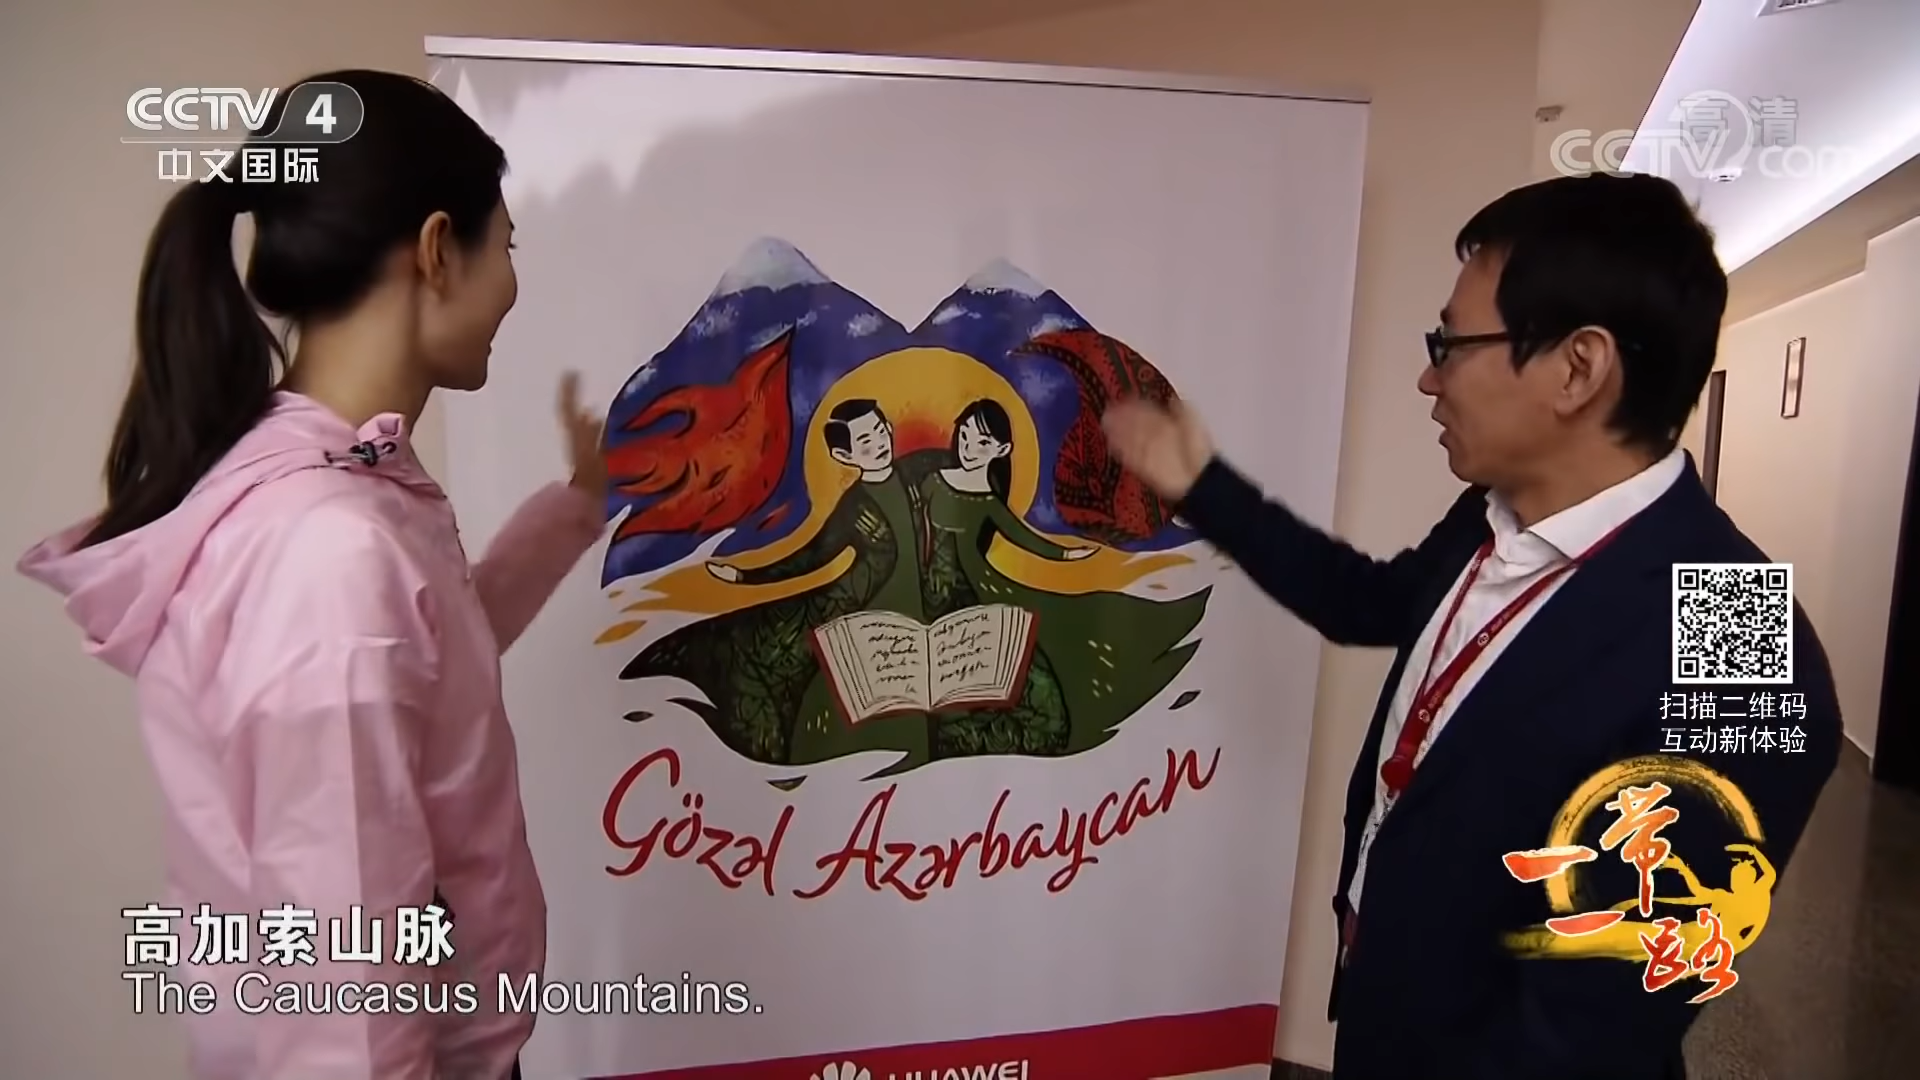 CCTV 4
中文国际
高清
CCTV.com
Gözəl Azərbaycan
扫描二维码
互动新体验
一带
一路
高加索山脉
The Caucasus Mountains.
HUAWEI